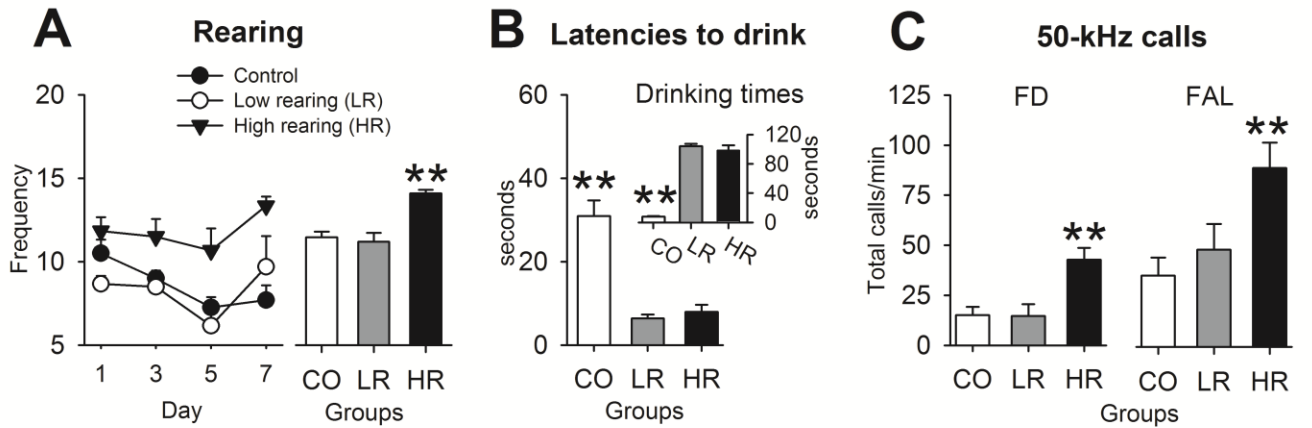 A Rearing
Control
Low rearing (LR)
High rearing (HR)
Frequency
20
15
10
5
1 3 5 7
Day
**
CO LR HR
Groups
B Latencies to drink
seconds
60
40
20
0
**
CO LR HR
Groups
Drinking times
**
120
80
40
0
seconds
CO LR HR
C 50-kHz calls
Total calls/min
125
100
75
50
25
0
FD
**
CO LR HR
FAL
**
CO LR HR
Groups